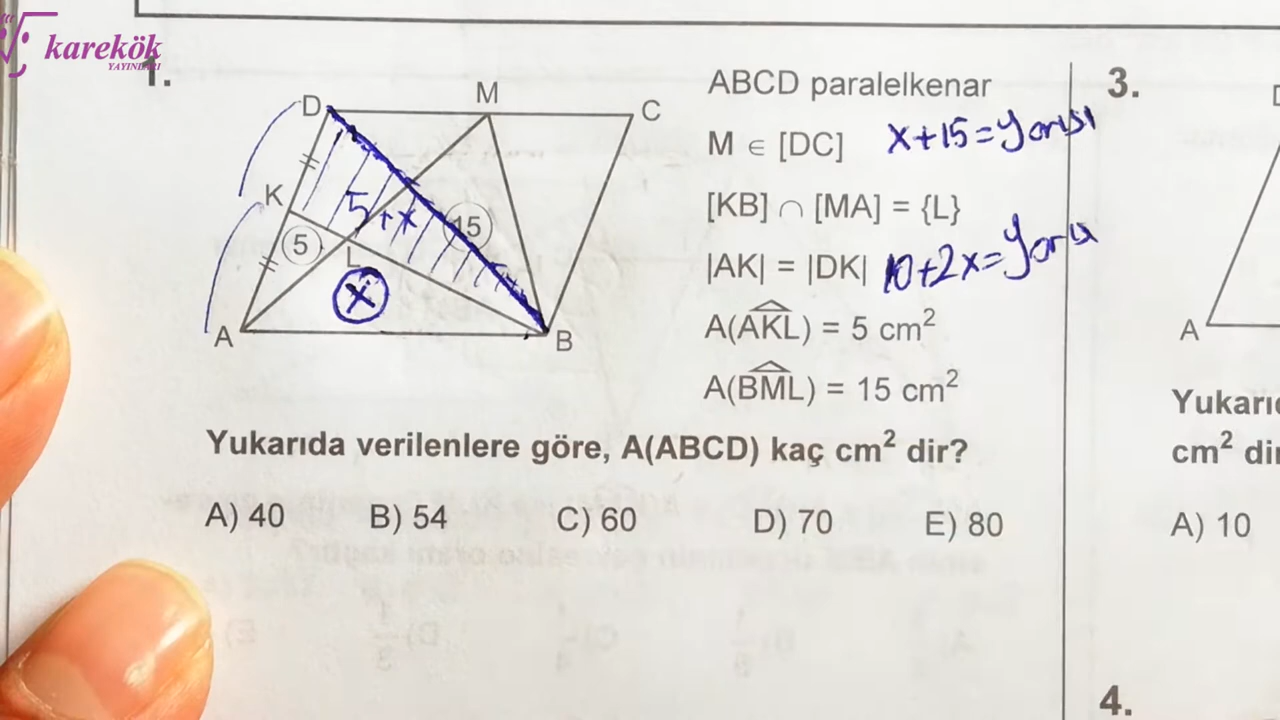 karekök
YAYINLARI
1.
D M C
K
5
5+x
15
L
x
A B
ABCD paralelkenar
M ∈ [DC] x+15=Yarısı
[KB] ∩ [MA] = {L}
|AK| = |DK| 10+2x=Yarısı
A(AKL) = 5 cm²
A(BML) = 15 cm²
Yukarıda verilenlere göre, A(ABCD) kaç cm² dir?
A) 40 B) 54 C) 60 D) 70 E) 80
3.
A
cm² dir
A) 10
4.